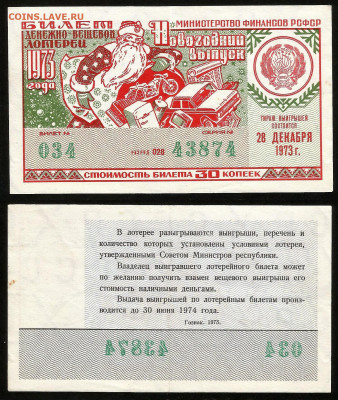 COINS.LAVE.RU
БИЛЕТ
ДЕНЕЖНО-ВЕЩЕВОЙ
ЛОТЕРЕИ
1973
года
МИНИСТЕРСТВО ФИНАНСОВ РСФСР
Новогодний
Выпуск
ТИРАЖ ВЫИГРЫШЕЙ
СОСТОИТСЯ
28 ДЕКАБРЯ
1973 г.
БИЛЕТ №
СЕРИЯ №
034
РАЗРЯД 028
43874
СТОИМОСТЬ БИЛЕТА 30 КОПЕЕК
В лотерее разыгрываются выигрыши, перечень и
количество которых установлены условиями лотереи,
утвержденными Советом Министров республики.
Владелец выигравшего лотерейного билета может
по желанию получить взамен вещевого выигрыша его
стоимость наличными деньгами.
Выдача выигрышей по лотерейным билетам произ-
водится до 30 июня 1974 года.
Гознак. 1973.
43874
034